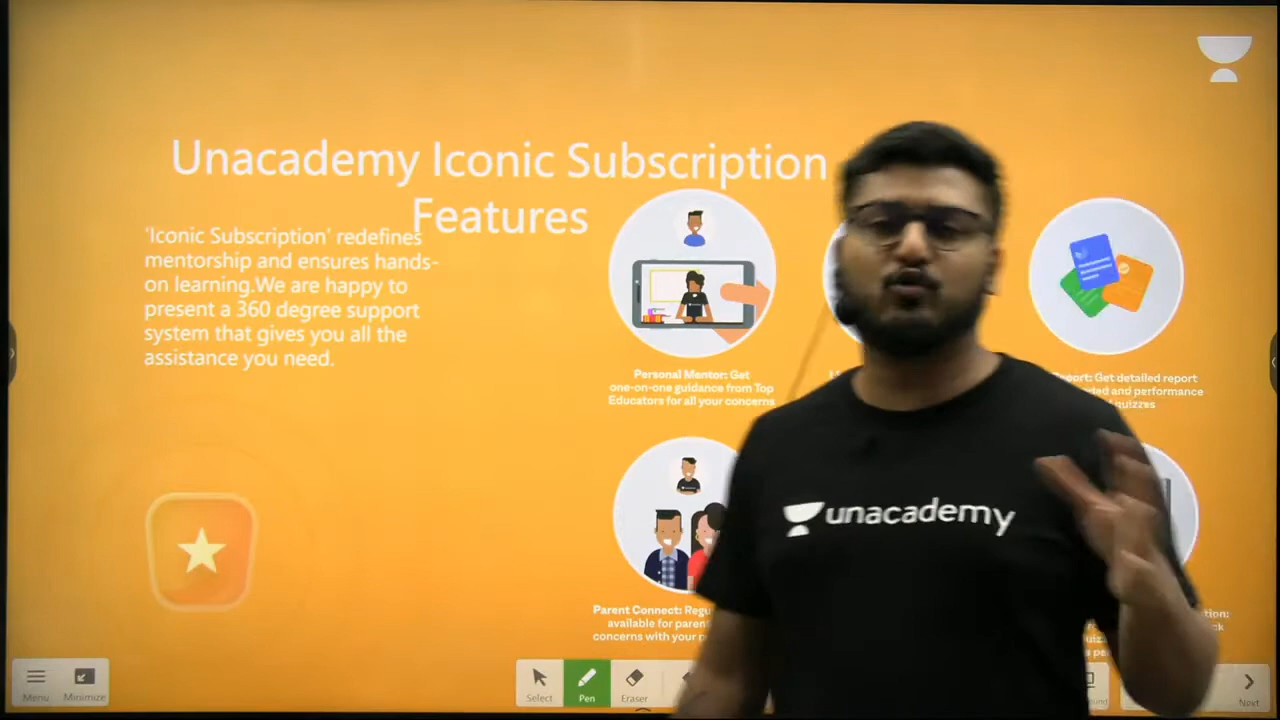 Unacademy Iconic Subscription
Features
'Iconic Subscription' redefines
mentorship and ensures hands-
on learning.We are happy to
present a 360 degree support
system that gives you all the
assistance you need.
Personal Mentor: Get
one-on-one guidance from Top
Educators for all your concerns
Report: Get detailed report
and performance
quizzes
Parent Connect:
available for
concerns with your
unacademy
Menu
Minimize
Select
Pen
Eraser
Next